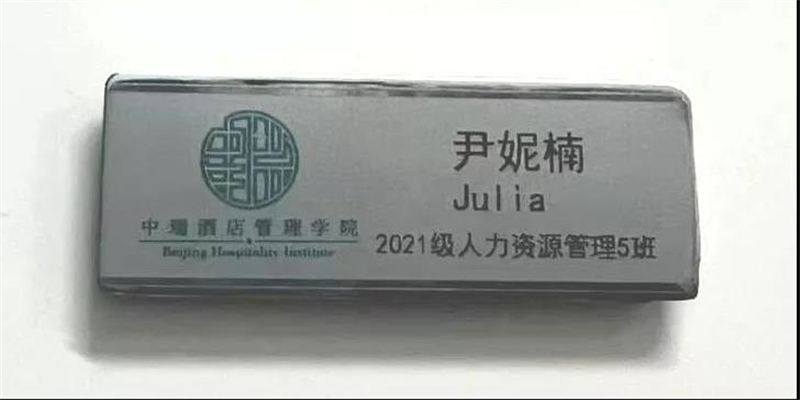 中瑞酒店管理学院
Beijing Hospitality Institute
尹妮楠
Julia
2021级人力资源管理5班